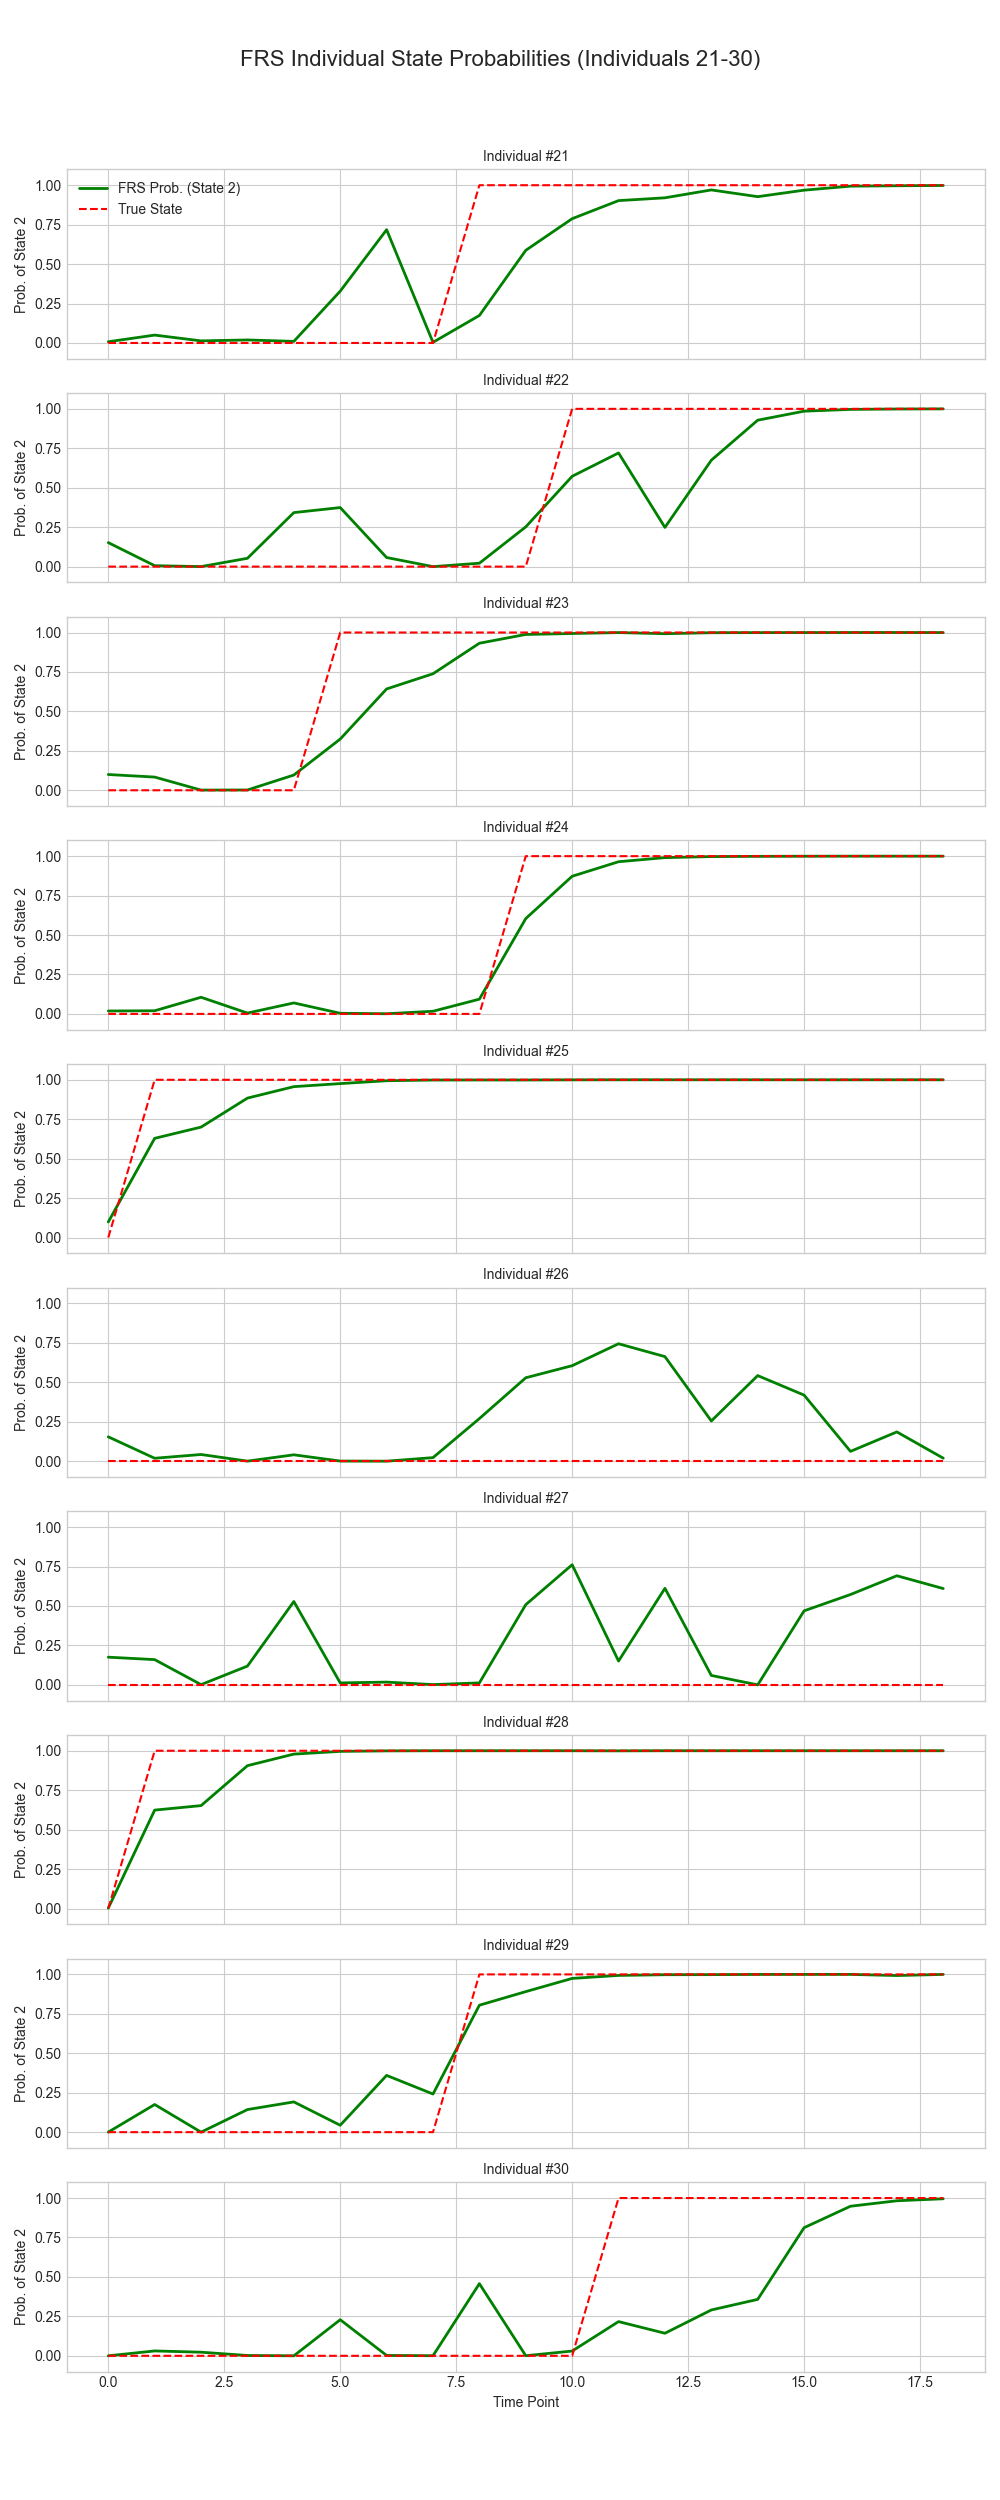 FRS Individual State Probabilities (Individuals 21-30)
Individual #21
FRS Prob. (State 2)
True State
1.00
0.75
0.50
0.25
0.00
Prob. of State 2
Individual #22
1.00
0.75
0.50
0.25
0.00
Prob. of State 2
Individual #23
1.00
0.75
0.50
0.25
0.00
Prob. of State 2
Individual #24
1.00
0.75
0.50
0.25
0.00
Prob. of State 2
Individual #25
1.00
0.75
0.50
0.25
0.00
Prob. of State 2
Individual #26
1.00
0.75
0.50
0.25
0.00
Prob. of State 2
Individual #27
1.00
0.75
0.50
0.25
0.00
Prob. of State 2
Individual #28
1.00
0.75
0.50
0.25
0.00
Prob. of State 2
Individual #29
1.00
0.75
0.50
0.25
0.00
Prob. of State 2
Individual #30
1.00
0.75
0.50
0.25
0.00
Prob. of State 2
0.0 2.5 5.0 7.5 10.0 12.5 15.0 17.5
Time Point